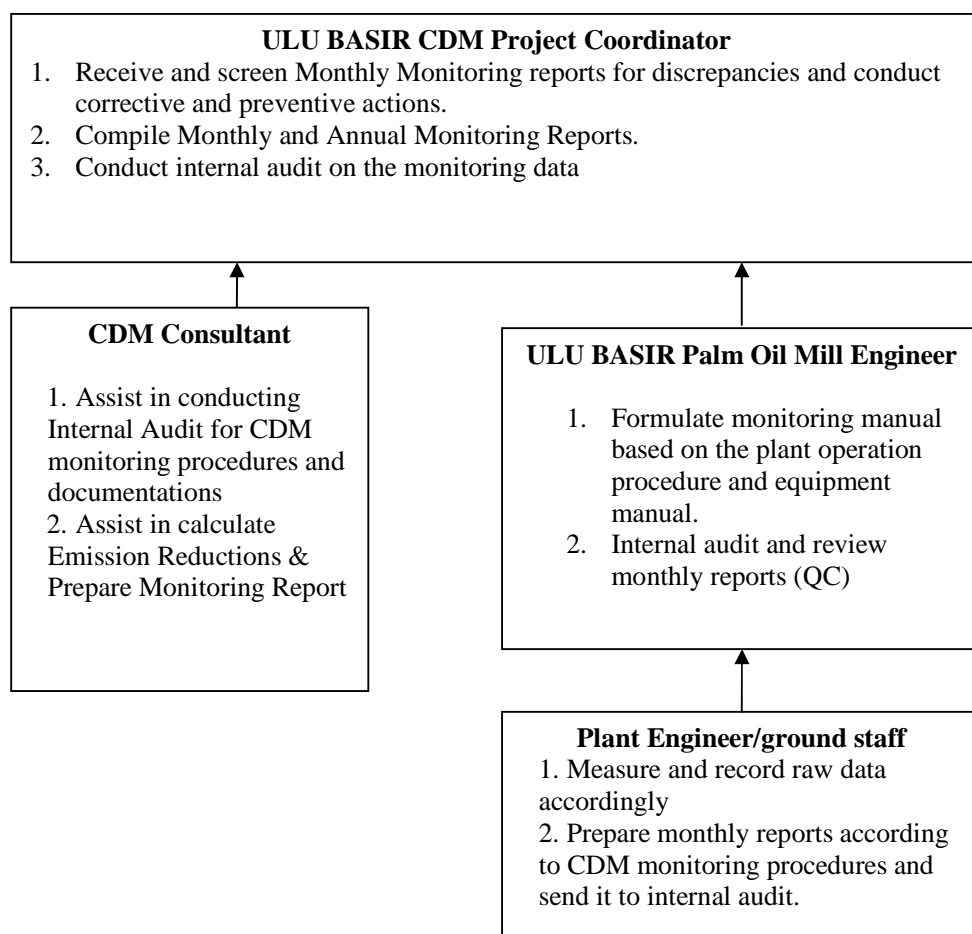 ULU BASIR CDM Project Coordinator
1. Receive and screen Monthly Monitoring reports for discrepancies and conduct
corrective and preventive actions.
2. Compile Monthly and Annual Monitoring Reports.
3. Conduct internal audit on the monitoring data
CDM Consultant
1. Assist in conducting
Internal Audit for CDM
monitoring procedures and
documentations
2. Assist in calculate
Emission Reductions &
Prepare Monitoring Report
ULU BASIR Palm Oil Mill Engineer
1. Formulate monitoring manual
based on the plant operation
procedure and equipment
manual.
2. Internal audit and review
monthly reports (QC)
Plant Engineer/ground staff
1. Measure and record raw data
accordingly
2. Prepare monthly reports according
to CDM monitoring procedures and
send it to internal audit.